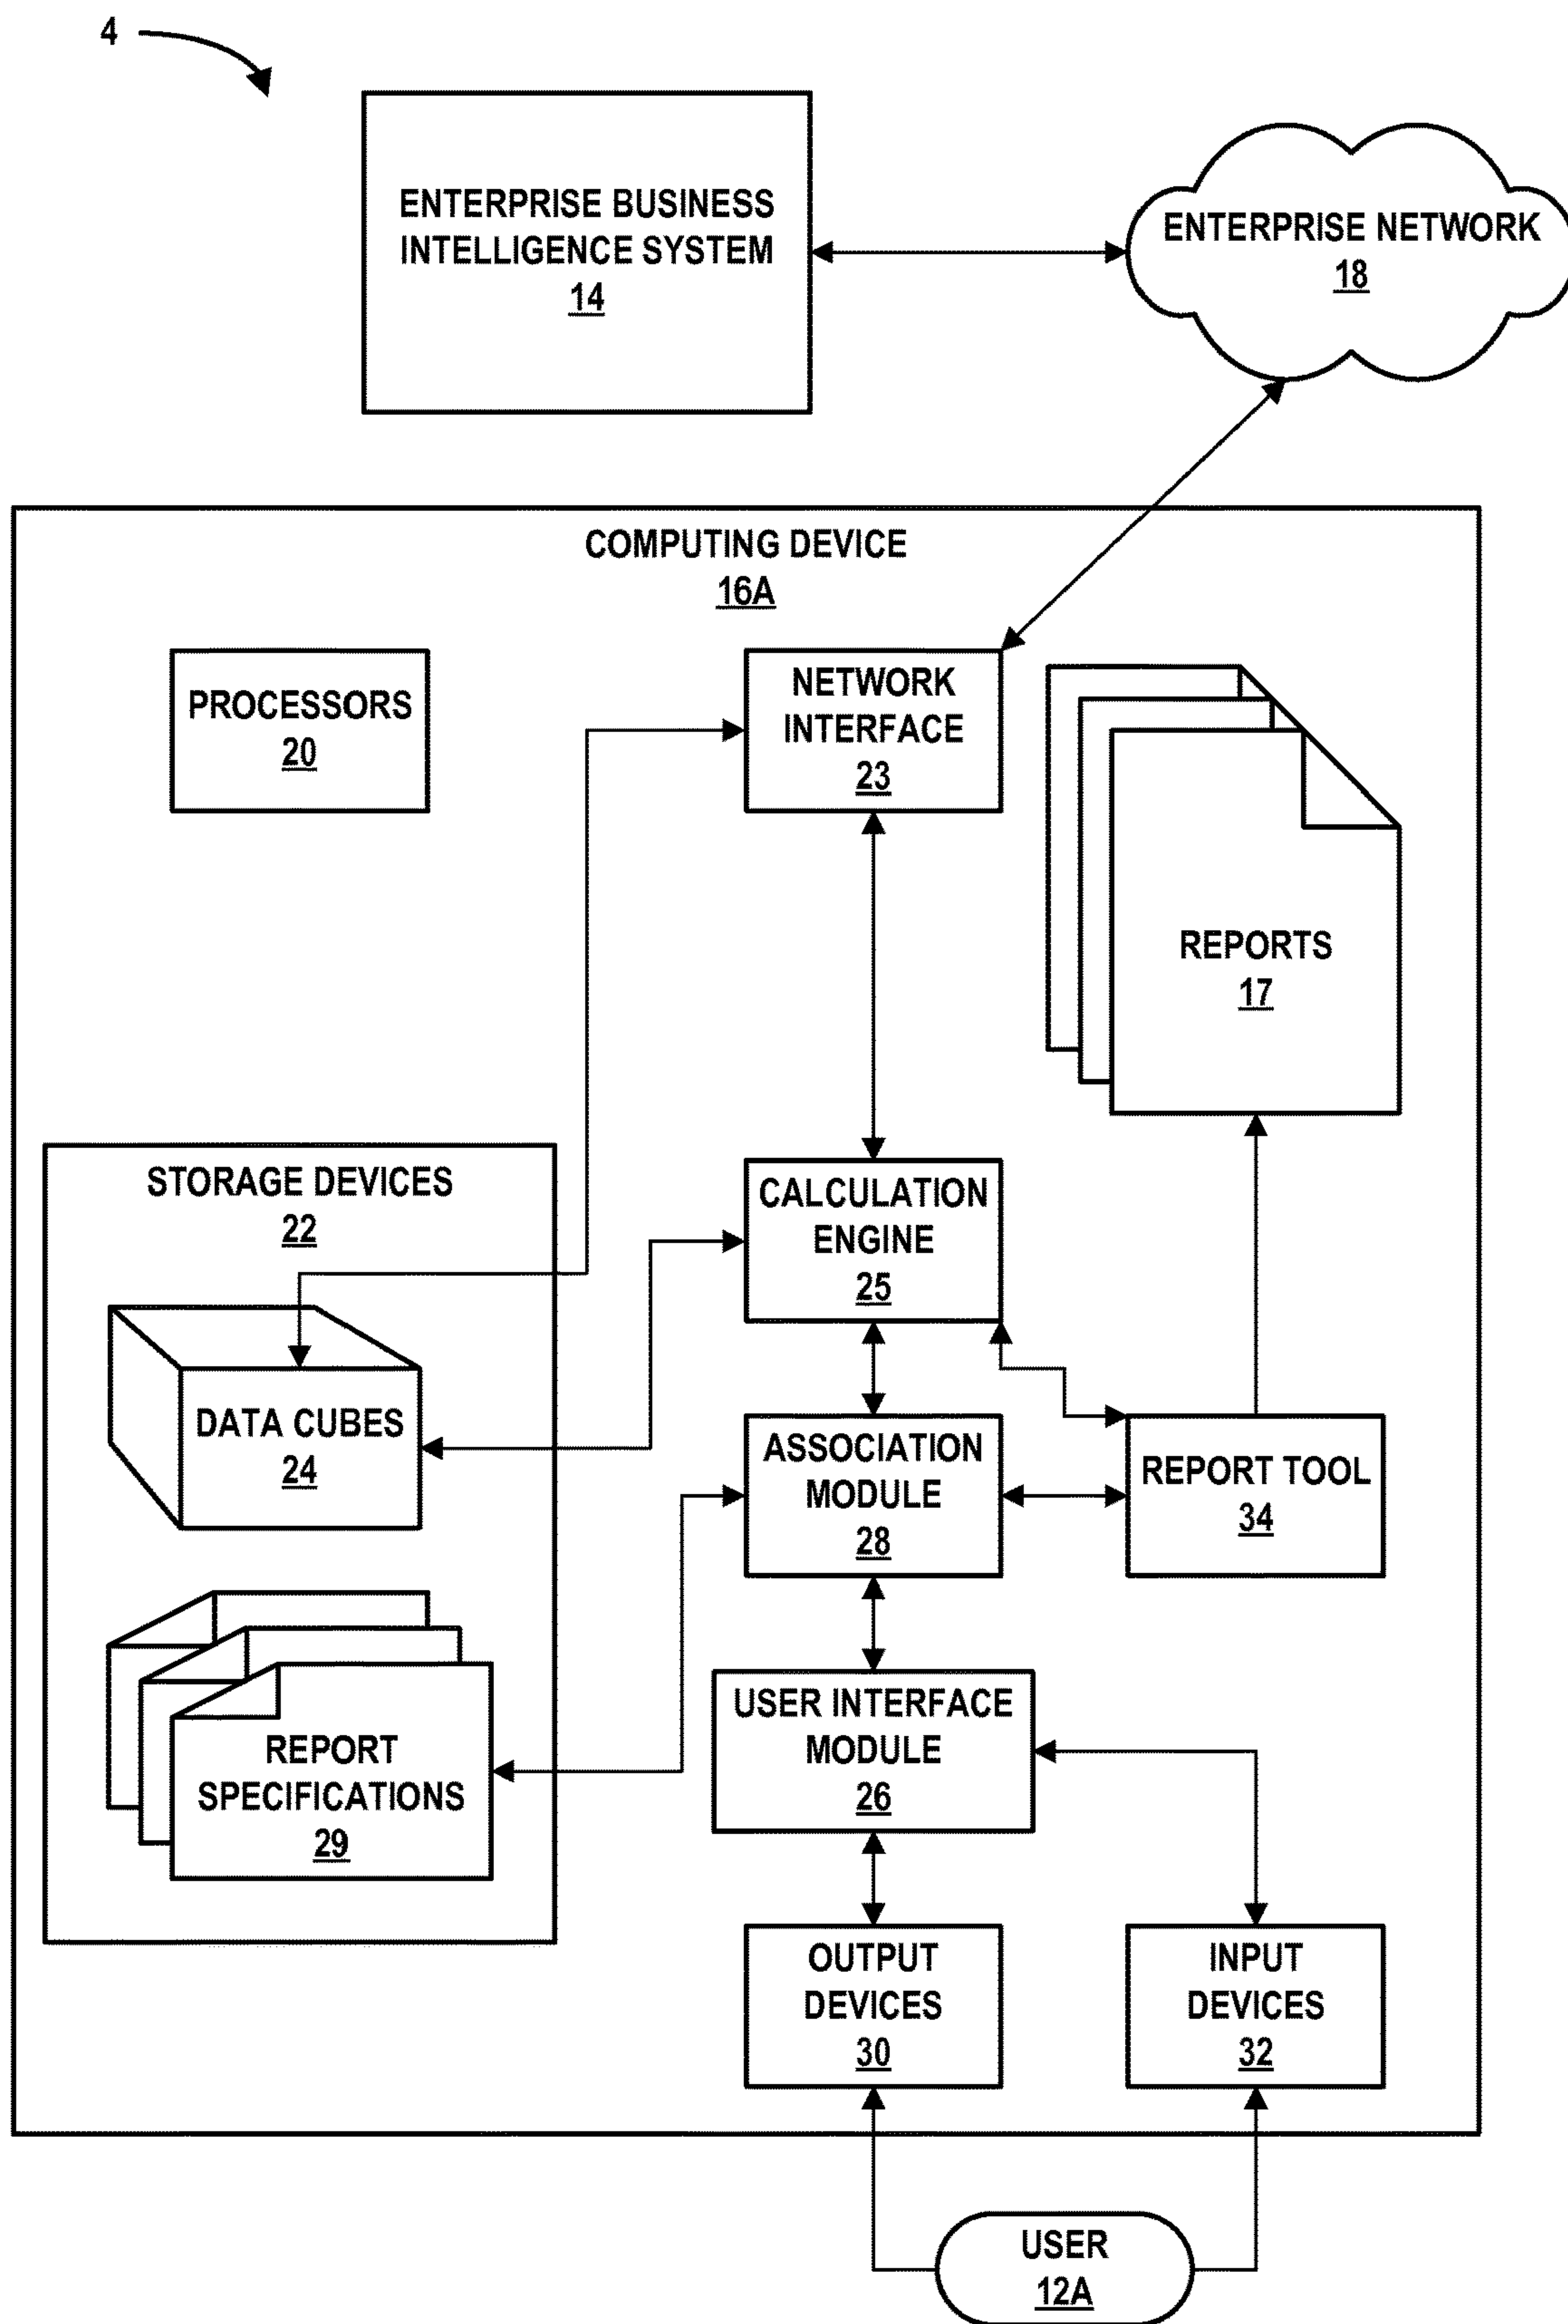 4
ENTERPRISE BUSINESS
INTELLIGENCE SYSTEM
14
ENTERPRISE NETWORK
18
COMPUTING DEVICE
16A
PROCESSORS
20
NETWORK
INTERFACE
23
REPORTS
17
STORAGE DEVICES
22
CALCULATION
ENGINE
25
DATA CUBES
24
ASSOCIATION
MODULE
28
REPORT TOOL
34
REPORT
SPECIFICATIONS
29
USER INTERFACE
MODULE
26
OUTPUT
DEVICES
30
INPUT
DEVICES
32
USER
12A